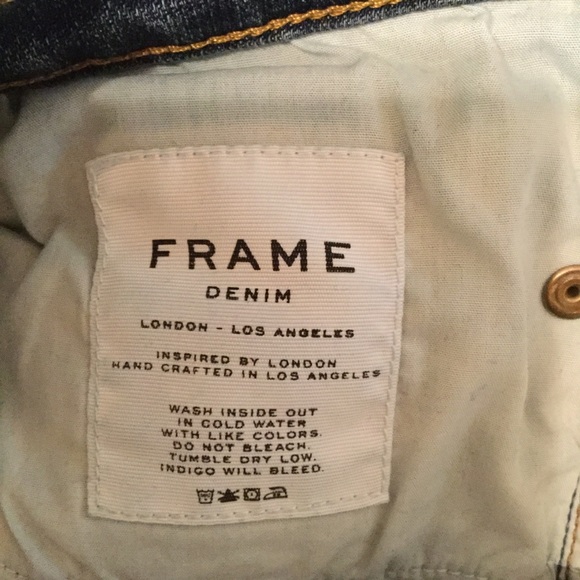 FRAME
DENIM
LONDON - LOS ANGELES
INSPIRED BY LONDON
HAND CRAFTED IN LOS ANGELES
WASH INSIDE OUT
IN COLD WATER
WITH LIKE COLORS.
DO NOT BLEACH.
TUMBLE DRY LOW.
INDIGO WILL BLEED.